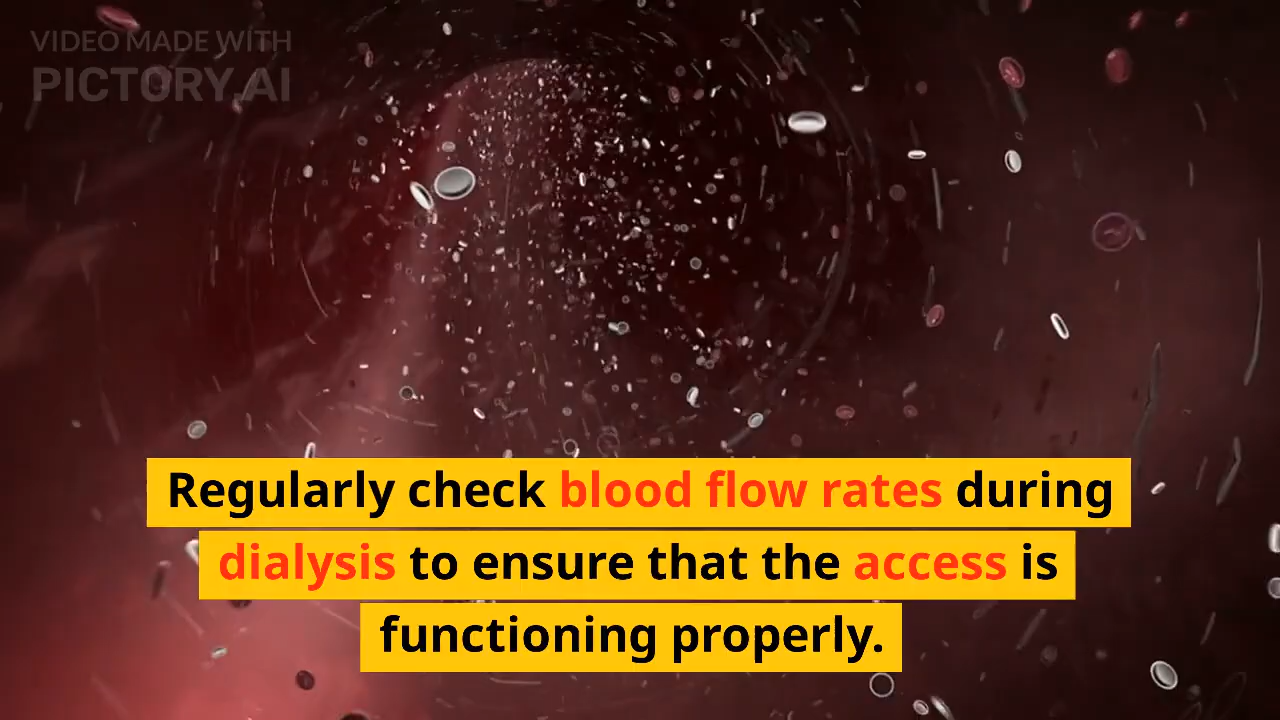 VIDEO MADE WITH
PICTORY.AI
Regularly check blood flow rates during
dialysis to ensure that the access is
functioning properly.